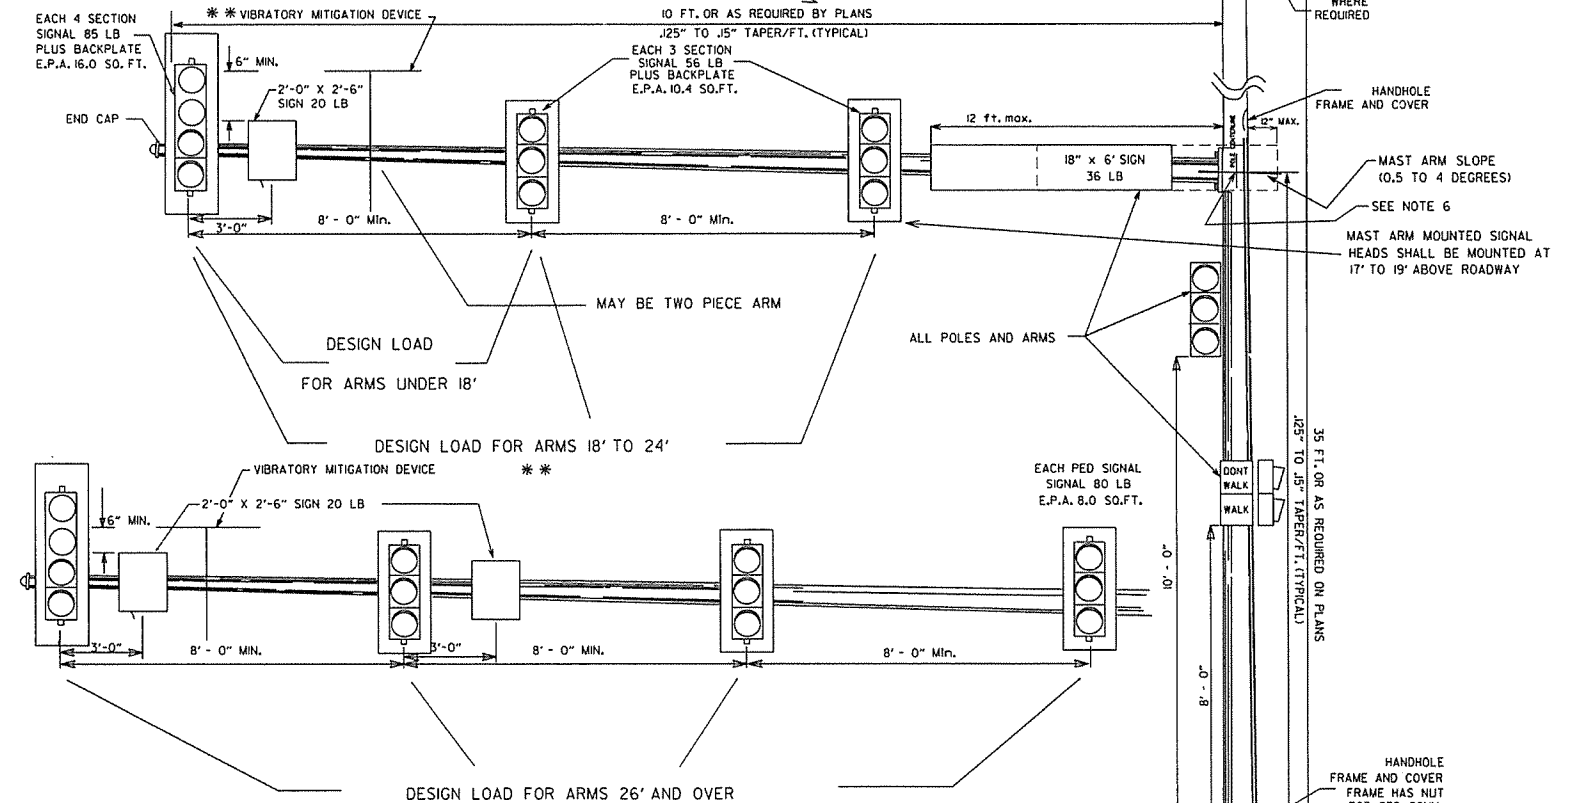 EACH 4 SECTION
SIGNAL 85 LB
PLUS BACKPLATE
E.P.A. 16.0 SQ. FT.
** VIBRATORY MITIGATION DEVICE
10 FT. OR AS REQUIRED BY PLANS
.125" TO .15" TAPER/FT. (TYPICAL)
WHERE
REQUIRED
6" MIN.
2'-0" X 2'-6"
SIGN 20 LB
EACH 3 SECTION
SIGNAL 56 LB
PLUS BACKPLATE
E.P.A. 10.4 SQ.FT.
HANDHOLE
FRAME AND COVER
END CAP
12 ft. max.
12" MAX.
POLE CENTERLINE
18" x 6' SIGN
36 LB
MAST ARM SLOPE
(0.5 TO 4 DEGREES)
SEE NOTE 6
3'-0"
8' - 0" Min.
8' - 0" Min.
MAST ARM MOUNTED SIGNAL
HEADS SHALL BE MOUNTED AT
17' TO 19' ABOVE ROADWAY
MAY BE TWO PIECE ARM
DESIGN LOAD
FOR ARMS UNDER 18'
ALL POLES AND ARMS
DESIGN LOAD FOR ARMS 18' TO 24'
VIBRATORY MITIGATION DEVICE
**
2'-0" X 2'-6" SIGN 20 LB
6" MIN.
EACH PED SIGNAL
SIGNAL 80 LB
E.P.A. 8.0 SQ.FT.
DONT
WALK
WALK
10' - 0"
8' - 0"
35 FT. OR AS REQUIRED ON PLANS
.125" TO .15" TAPER/FT. (TYPICAL)
3'-0"
8' - 0" MIN.
3'-0"
8' - 0" MIN.
8' - 0" Min.
DESIGN LOAD FOR ARMS 26' AND OVER
HANDHOLE
FRAME AND COVER
FRAME HAS NUT